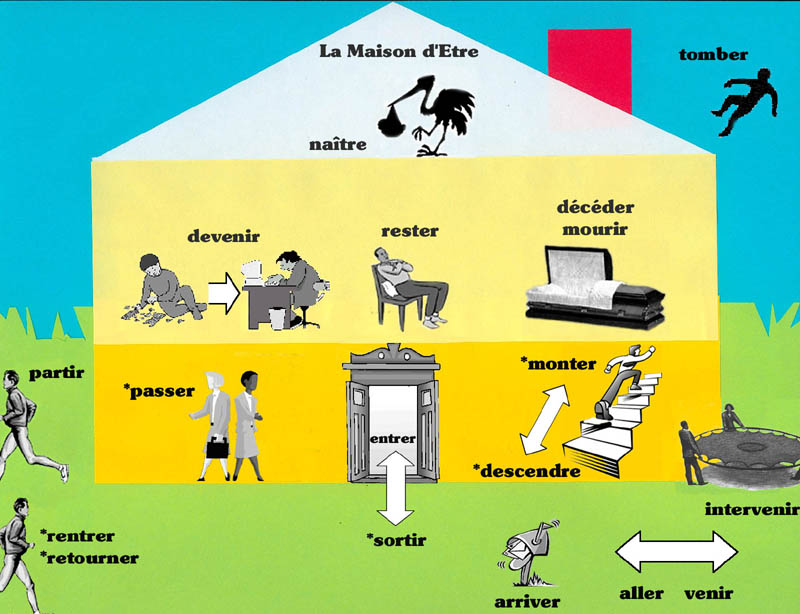 La Maison d'Etre
tomber
naître
devenir
rester
décéder
mourir
partir
*passer
entrer
*monter
*descendre
intervenir
*rentrer
*retourner
*sortir
arriver
aller venir